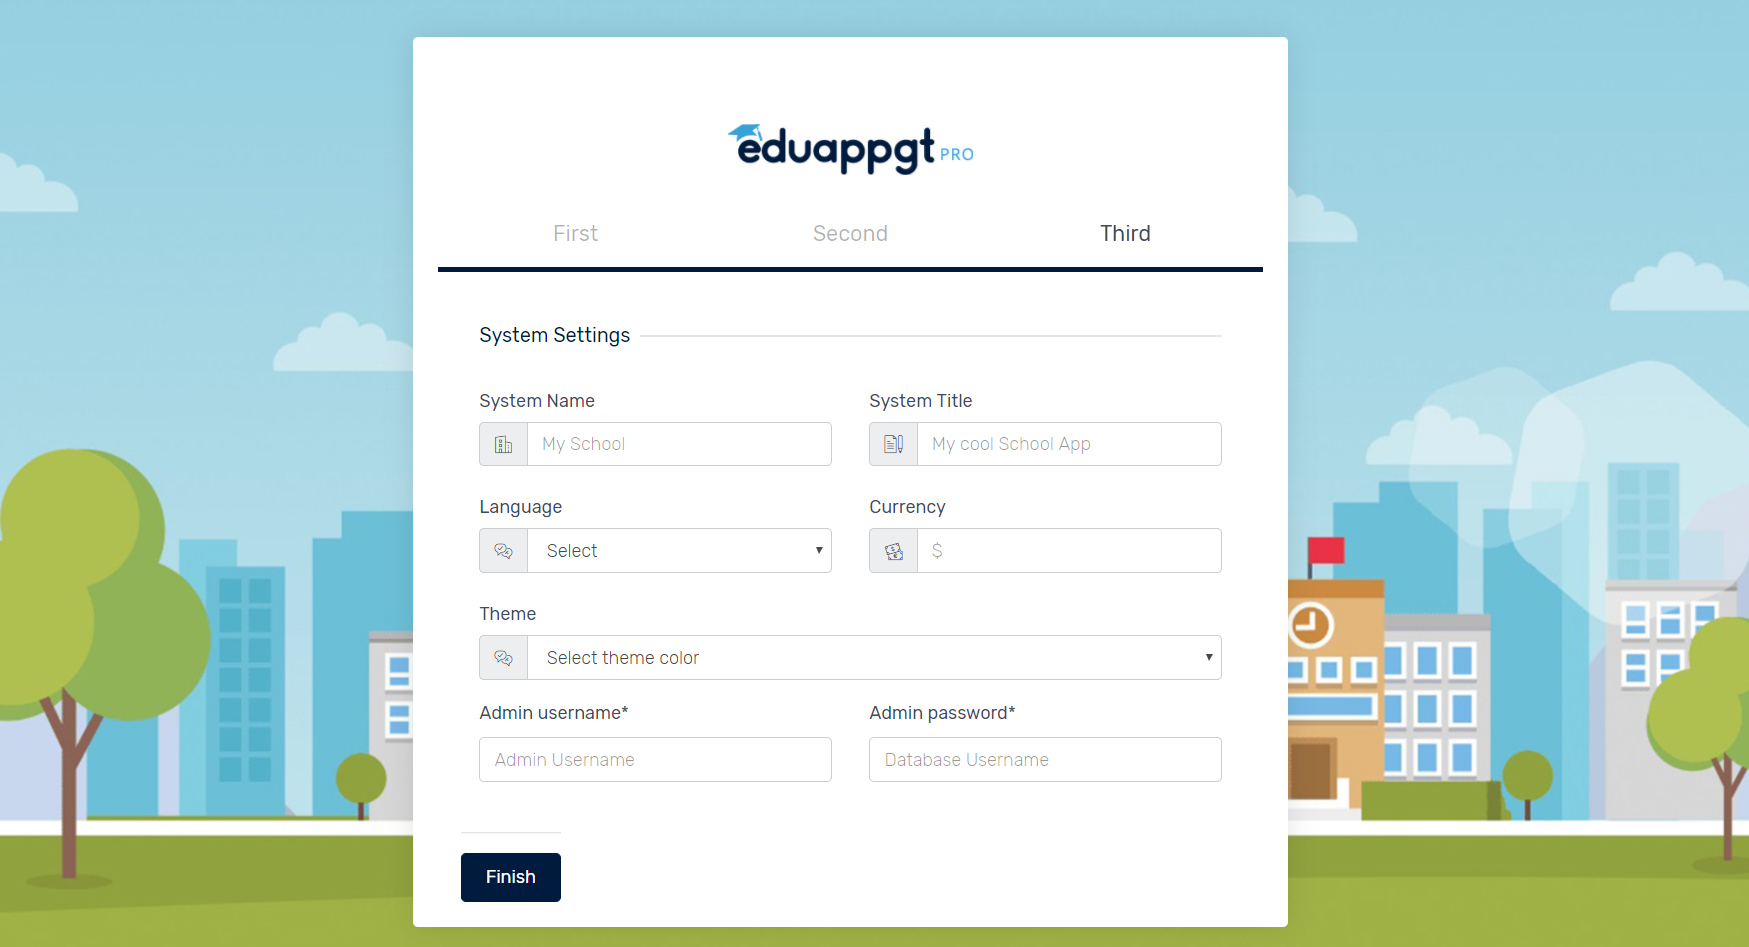 eduappgt PRO
First Second Third
System Settings
System Name System Title
My School My cool School App
Language Currency
Select $
Theme
Select theme color
Admin username* Admin password*
Admin Username Database Username
Finish